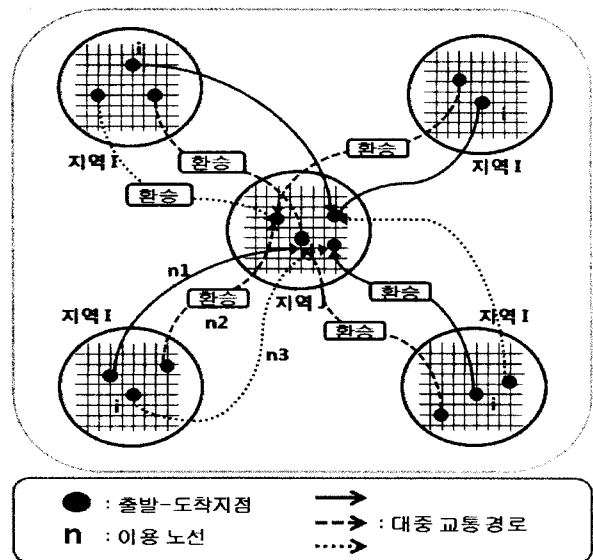 i
지역 I
환승
환승
i
환승
지역 I
n1
지역 J
지역 I
환승
n2
n3
환승
환승
지역 I
i
i
● : 출발-도착지점
n : 이용 노선
: 대중 교통 경로